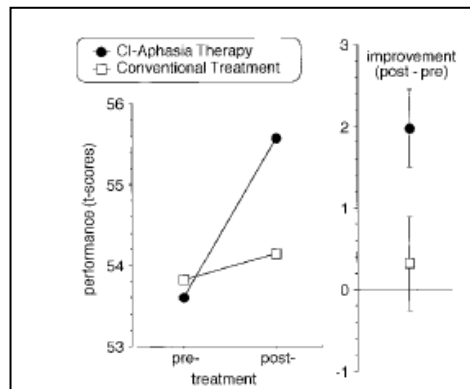 CI-Aphasia Therapy
Conventional Treatment
performance (t-scores)
56
55
54
53
pre-
post-
treatment
improvement
(post - pre)
3
2
1
0
-1